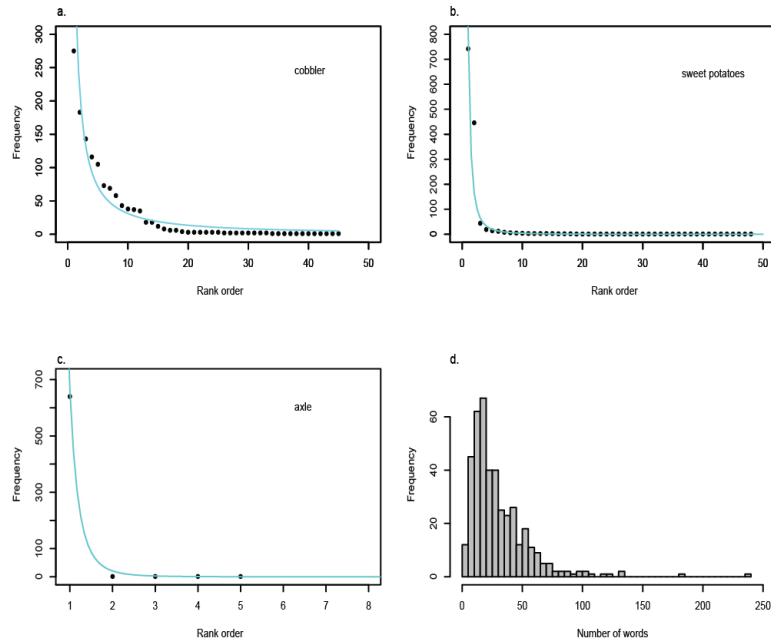 a.
Frequency
0
50
100
150
200
250
300
cobbler
0 10 20 30 40 50
Rank order
b.
Frequency
0
100
200
300
400
500
600
700
800
sweet potatoes
0 10 20 30 40 50
Rank order
c.
Frequency
0
100
300
500
700
axle
1 2 3 4 5 6 7 8
Rank order
d.
Frequency
0
20
40
60
0 50 100 150 200 250
Number of words